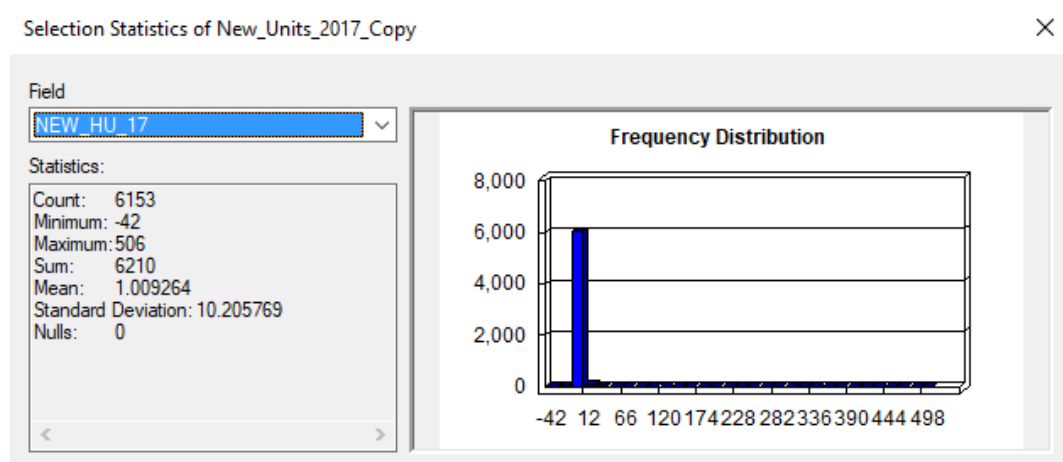 Selection Statistics of New_Units_2017_Copy
Field
NEW_HU_17
Statistics:
Count: 6153
Minimum: -42
Maximum: 506
Sum: 6210
Mean: 1.009264
Standard Deviation: 10.205769
Nulls: 0
Frequency Distribution
8,000
6,000
4,000
2,000
0
-42 12 66 120 174 228 282 336 390 444 498